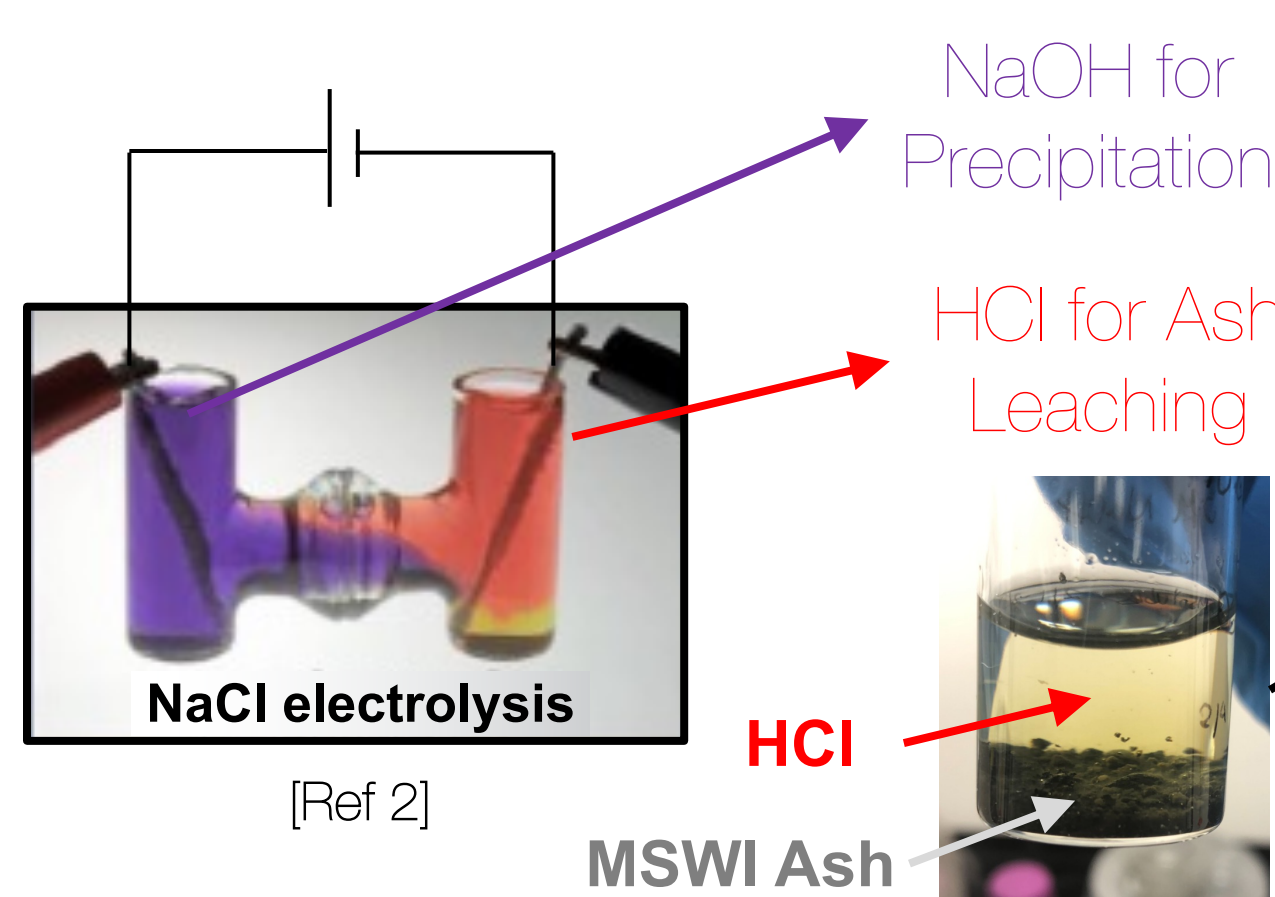 NaOH for
Precipitation
HCl for Ash
Leaching
NaCl electrolysis
[Ref 2]
HCl
MSWI Ash